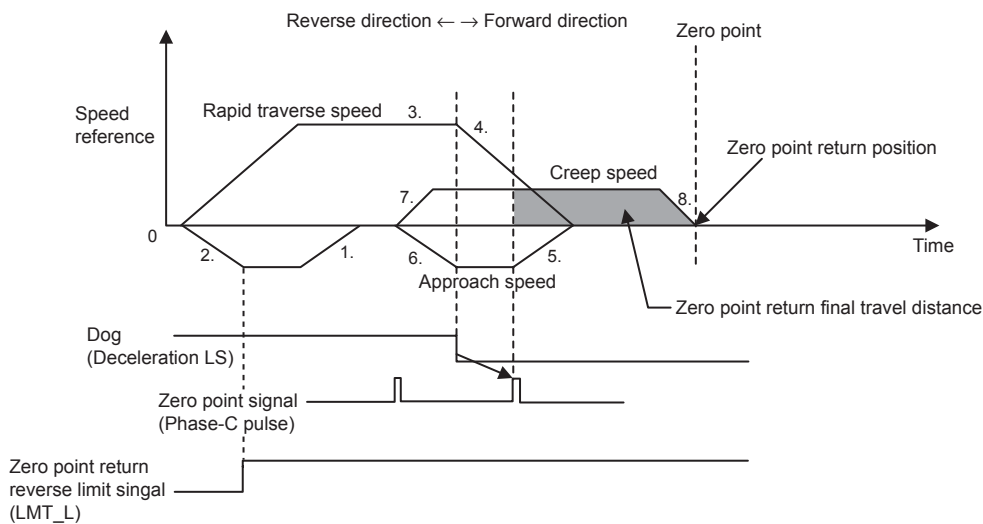 Reverse direction ← → Forward direction
Zero point
Speed
reference
Rapid traverse speed
3.
4.
Zero point return position
Creep speed
7.
8.
0
Time
2.
1.
6.
5.
Approach speed
Zero point return final travel distance
Dog
(Deceleration LS)
Zero point signal
(Phase-C pulse)
Zero point return
reverse limit singal
(LMT_L)